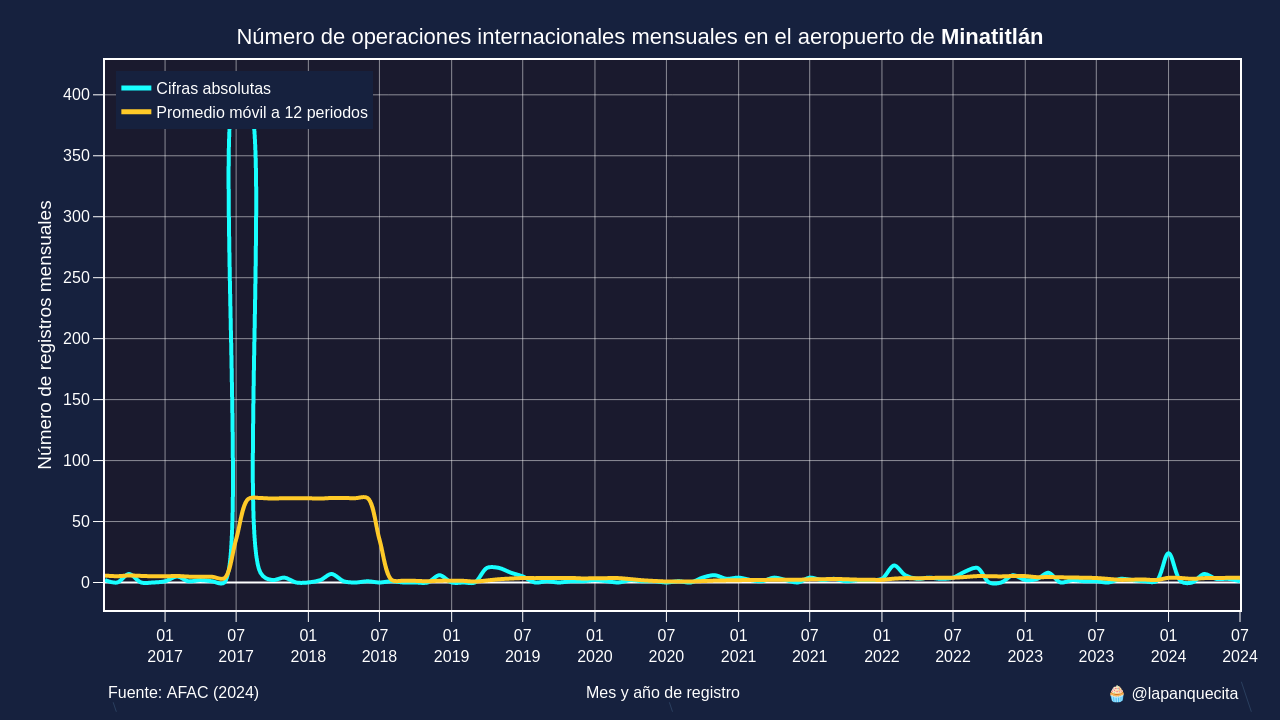 Número de operaciones internacionales mensuales en el aeropuerto de Minatitlán
Cifras absolutas
Promedio móvil a 12 periodos
Número de registros mensuales
400
350
300
250
200
150
100
50
0
01 07 01 07 01 07 01 07 01 07 01 07 01 07 01 07
2017 2017 2018 2018 2019 2019 2020 2020 2021 2021 2022 2022 2023 2023 2024 2024
Fuente: AFAC (2024) Mes y año de registro 🧁 @lapanquecita